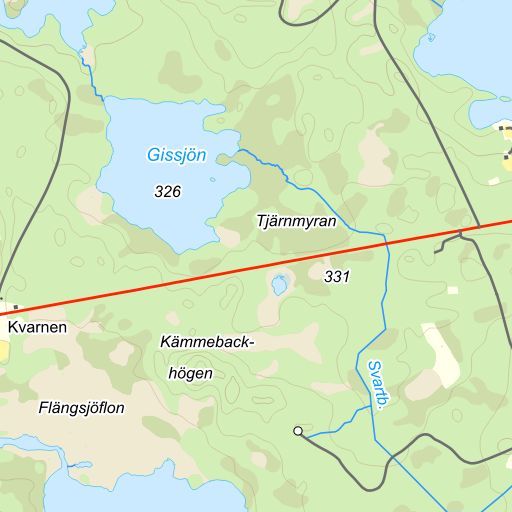 Gissjön
326
Tjärnmyran
331
Kvarnen
Kämmeback-
högen
Svartb.
Flängsjöflon